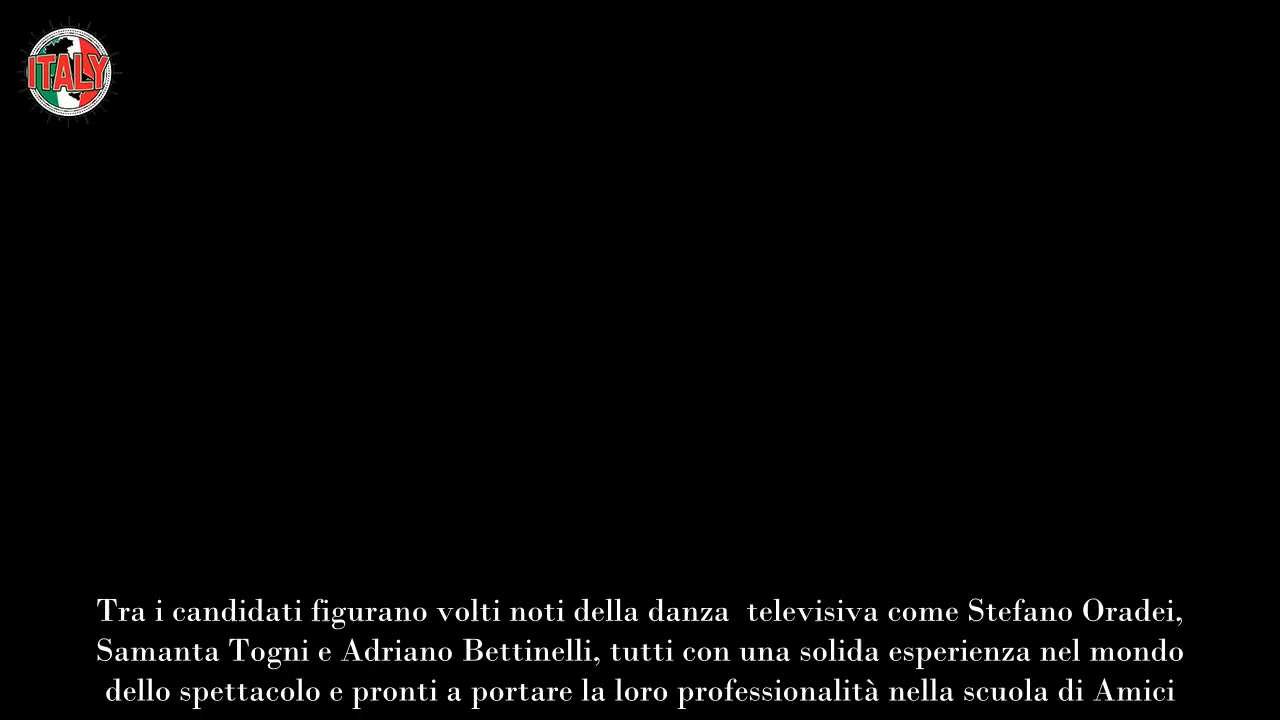 ITALY
Tra i candidati figurano volti noti della danza  televisiva come Stefano Oradei,
Samanta Togni e Adriano Bettinelli, tutti con una solida esperienza nel mondo
dello spettacolo e pronti a portare la loro professionalità nella scuola di Amici